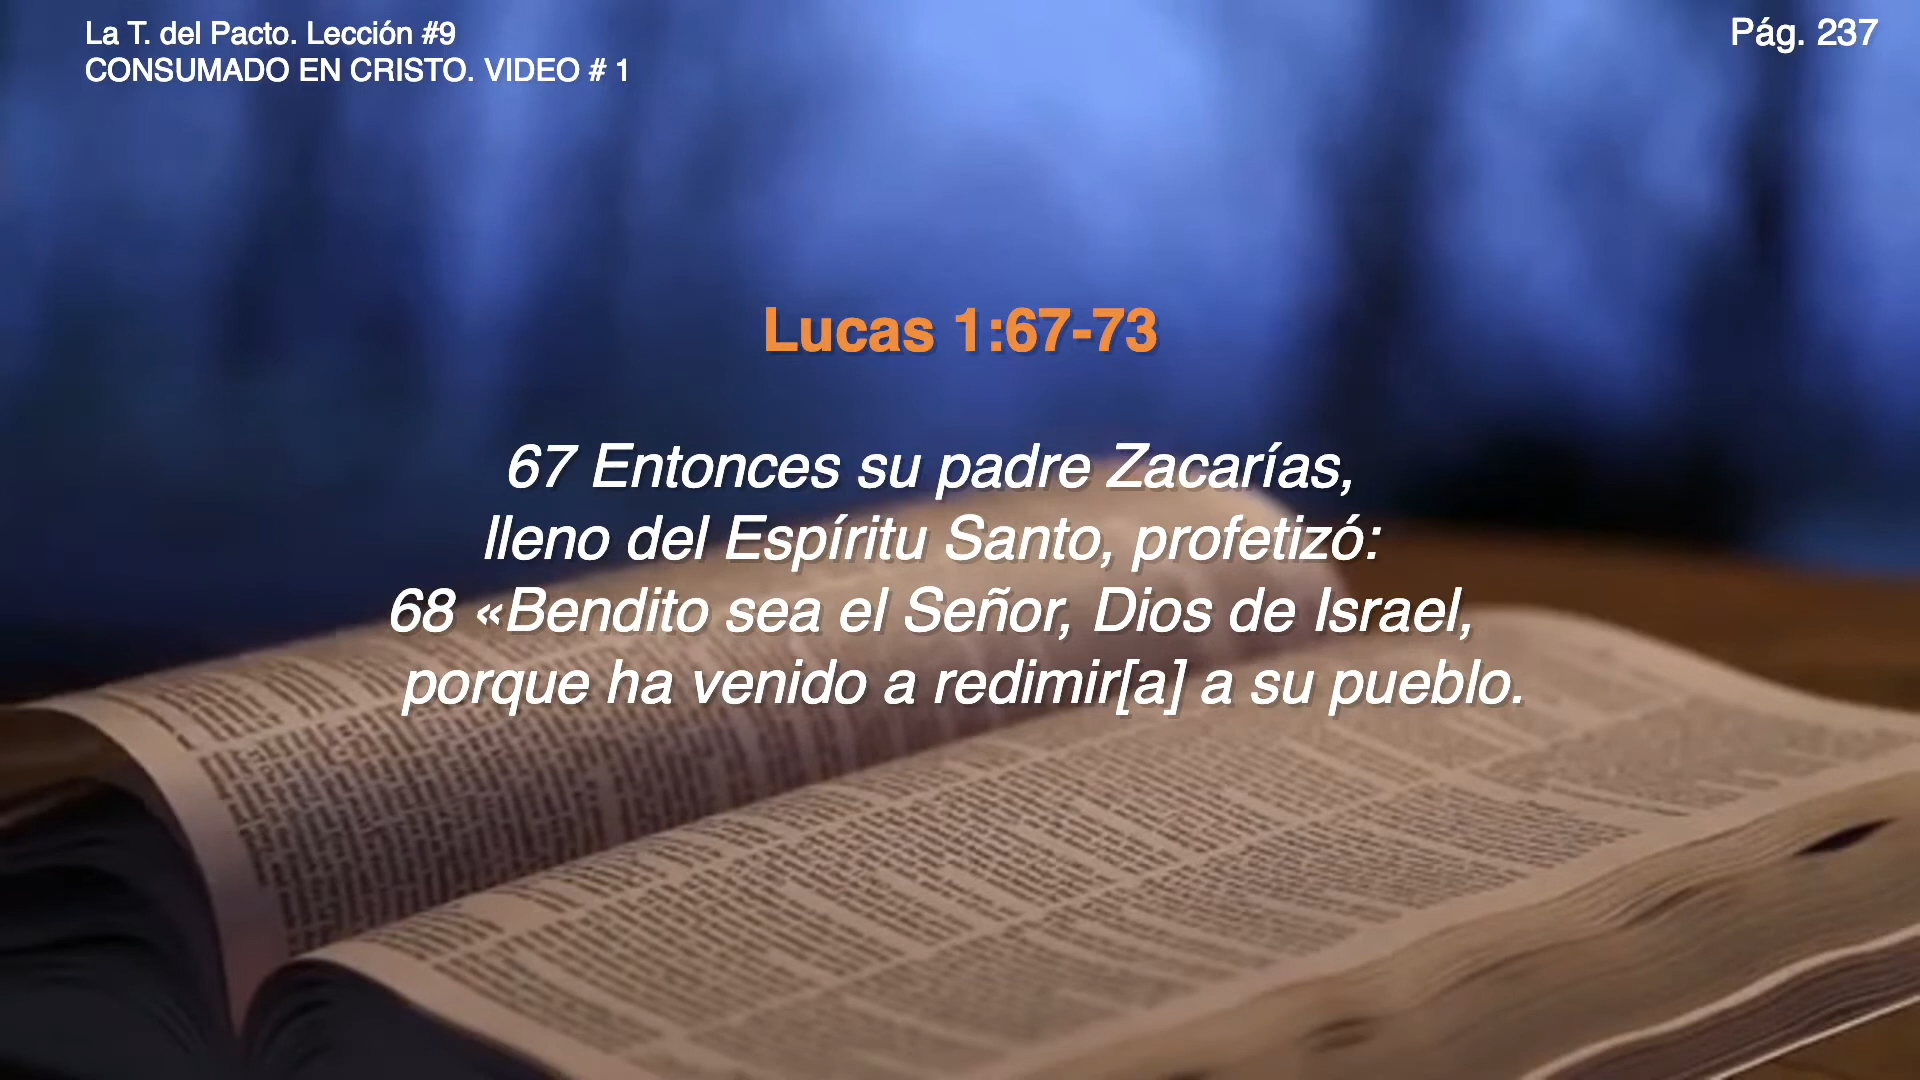 La T. del Pacto. Lección #9
CONSUMADO EN CRISTO. VIDEO # 1
Pág. 237
Lucas 1:67-73
67 Entonces su padre Zacarías,
lleno del Espíritu Santo, profetizó:
68 «Bendito sea el Señor, Dios de Israel,
porque ha venido a redimir[a] a su pueblo.